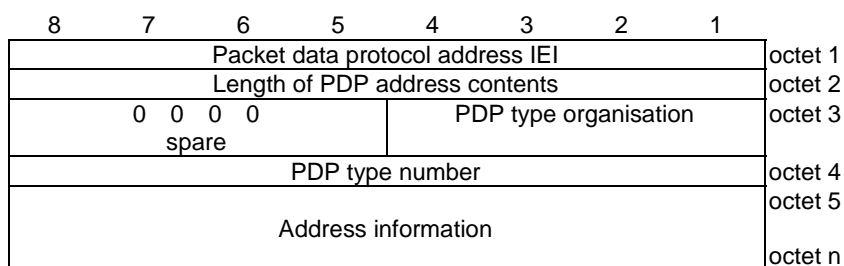 8 7 6 5 4 3 2 1
Packet data protocol address IEI octet 1
Length of PDP address contents octet 2
0 0 0 0 PDP type organisation octet 3
spare
PDP type number octet 4
octet 5
Address information
octet n